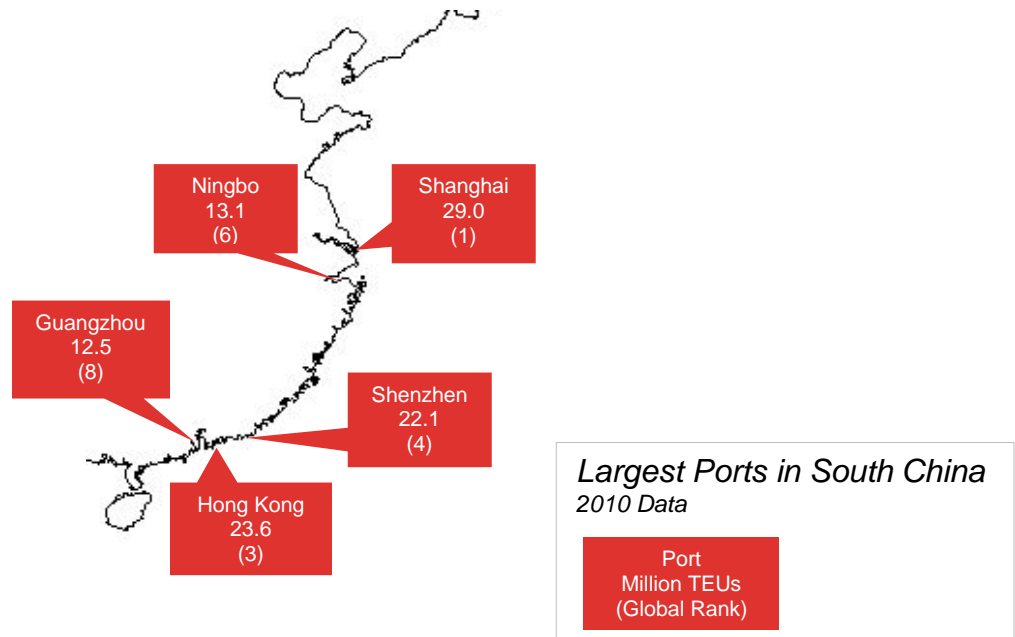 Ningbo
13.1
(6)
Shanghai
29.0
(1)
Guangzhou
12.5
(8)
Shenzhen
22.1
(4)
Hong Kong
23.6
(3)
Largest Ports in South China
2010 Data
Port
Million TEUs
(Global Rank)